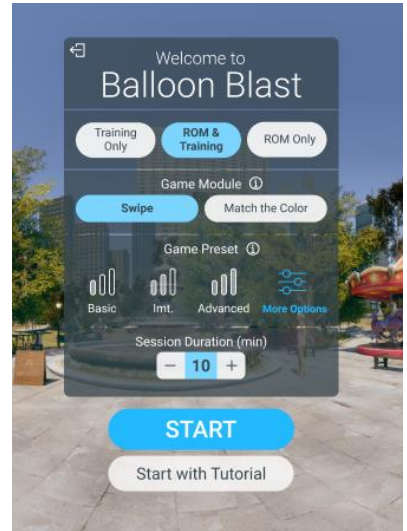 Welcome to
Balloon Blast
Training
Only
ROM &
Training
ROM Only
Game Module
Swipe
Match the Color
Game Preset
Basic
Imt.
Advanced
More Options
Session Duration (min)
− 10 +
START
Start with Tutorial